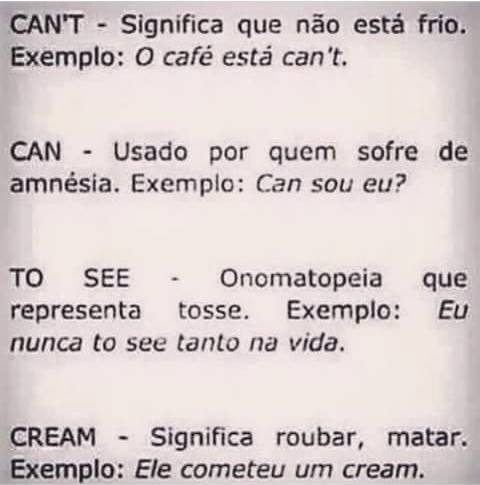 CAN'T - Significa que não está frio.
Exemplo: O café está can't.
CAN - Usado por quem sofre de
amnésia. Exemplo: Can sou eu?
TO SEE - Onomatopeia que
representa tosse. Exemplo: Eu
nunca to see tanto na vida.
CREAM - Significa roubar, matar.
Exemplo: Ele cometeu um cream.